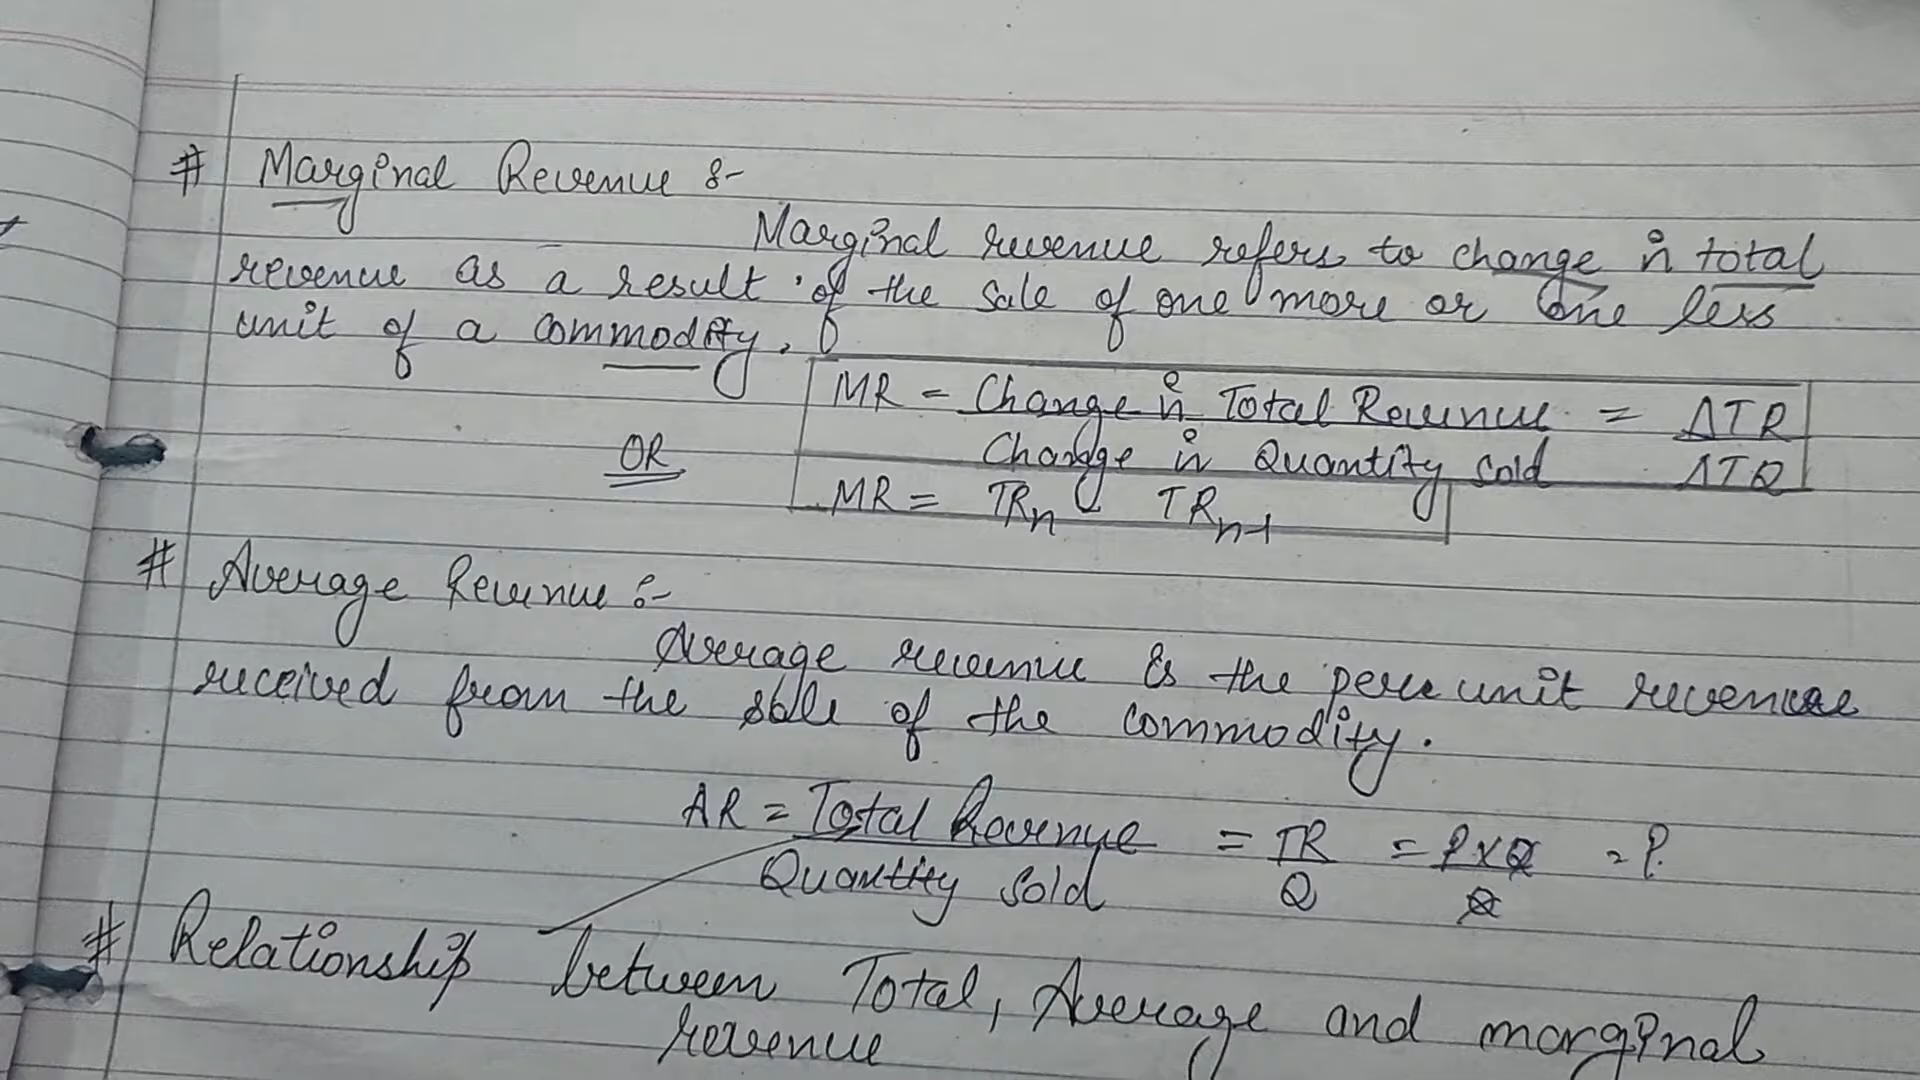 # Marginal Revenue :-
Marginal revenue refers to change in total
revenue as a result of the sale of one more or one less
unit of a commodity.
MR = Change in Total Revenue = ΔTR
Change in Quantity sold ΔTQ
OR
MR = TRn - TRn-1
# Average Revenue :-
Average revenue is the per unit revenue
received from the sale of the commodity.
AR = Total Revenue = TR = P×Q = P.
Quantity sold Q Q
# Relationship between Total, Average and marginal
revenue